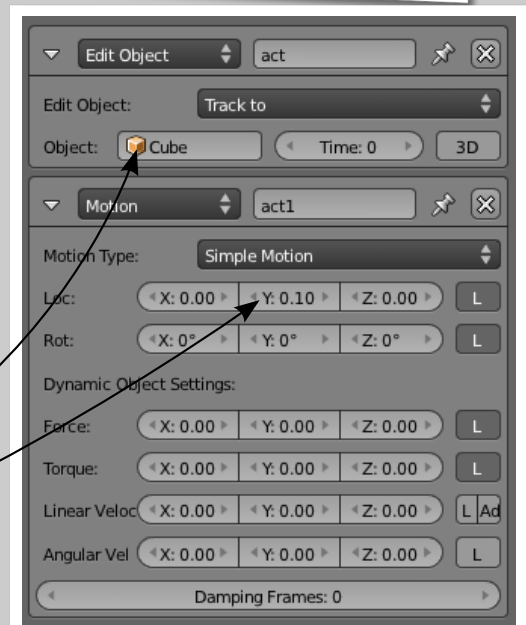 Edit Object act
Edit Object: Track to
Object: Cube Time: 0 3D
Motion act1
Motion Type: Simple Motion
Loc: X: 0.00 Y: 0.10 Z: 0.00 L
Rot: X: 0° Y: 0° Z: 0° L
Dynamic Object Settings:
Force: X: 0.00 Y: 0.00 Z: 0.00 L
Torque: X: 0.00 Y: 0.00 Z: 0.00 L
Linear Veloc X: 0.00 Y: 0.00 Z: 0.00 L Ad
Angular Vel X: 0.00 Y: 0.00 Z: 0.00 L
Damping Frames: 0